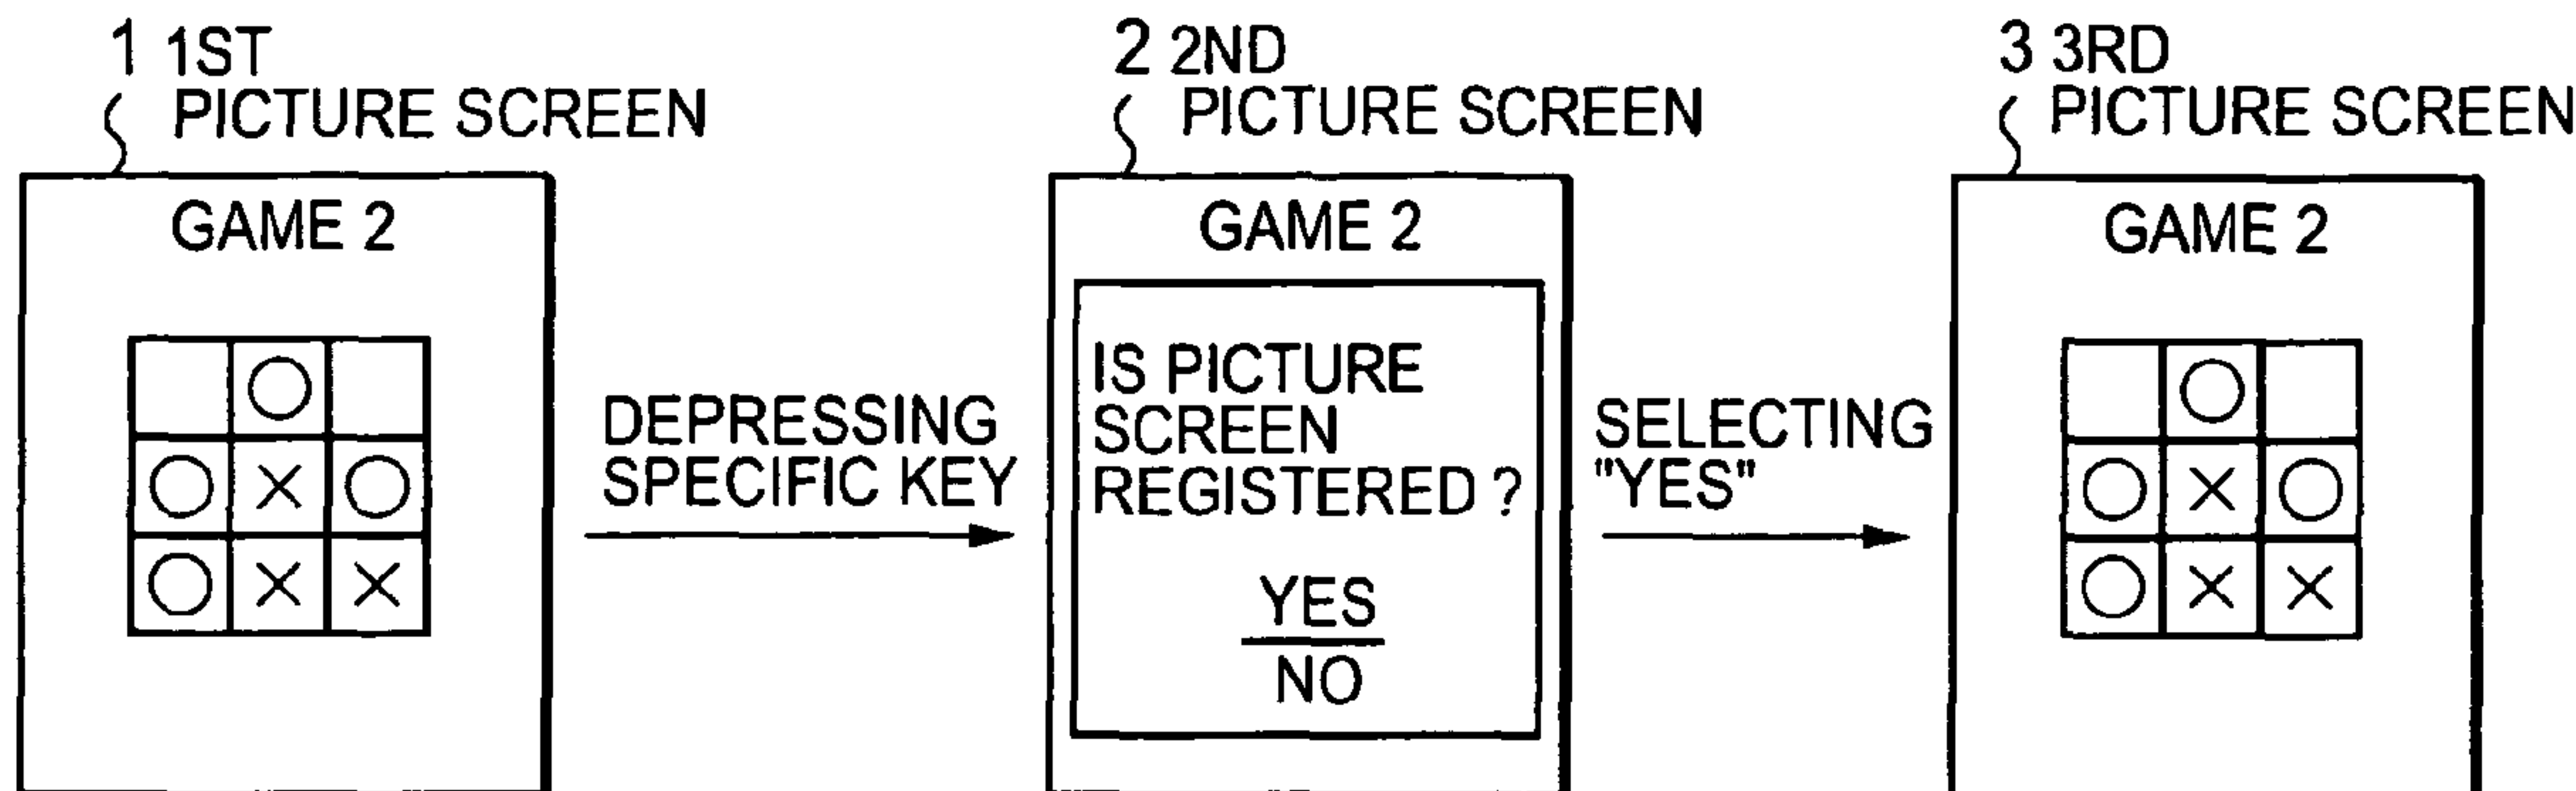 1 1ST
PICTURE SCREEN
GAME 2
DEPRESSING
SPECIFIC KEY
2 2ND
PICTURE SCREEN
GAME 2
IS PICTURE
SCREEN
REGISTERED ?
YES
NO
SELECTING
"YES"
3 3RD
PICTURE SCREEN
GAME 2